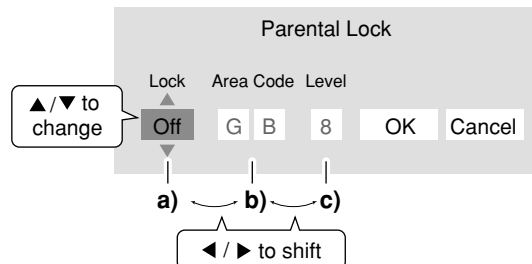 Parental Lock
Lock Area Code Level
▲/▼ to
change
Off G B 8 OK Cancel
a) b) c)
◀ / ▶ to shift